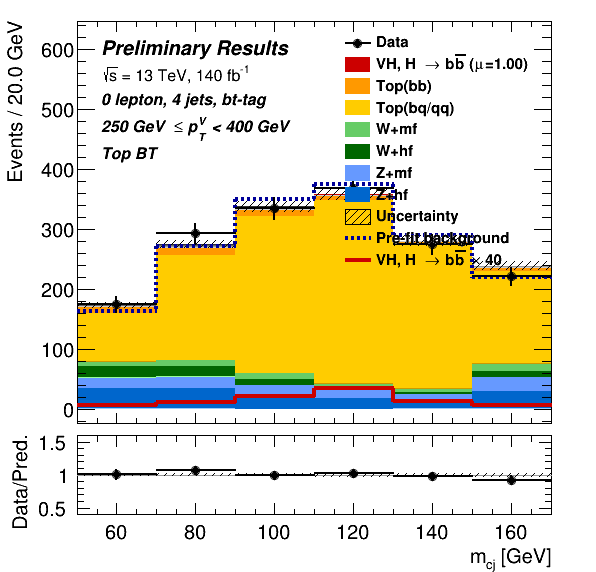 Events / 20.0 GeV
600
500
400
300
200
100
0
Preliminary Results
√s = 13 TeV, 140 fb⁻¹
0 lepton, 4 jets, bt-tag
250 GeV ≤ p_T^V < 400 GeV
Top BT
Data
VH, H → bb̅ (μ=1.00)
Top(bb)
Top(bq/qq)
W+mf
W+hf
Z+mf
Z+hf
Uncertainty
Pre-fit background
VH, H → bb̅ × 40
Data/Pred.
1.5
1
0.5
60 80 100 120 140 160
m_cj [GeV]